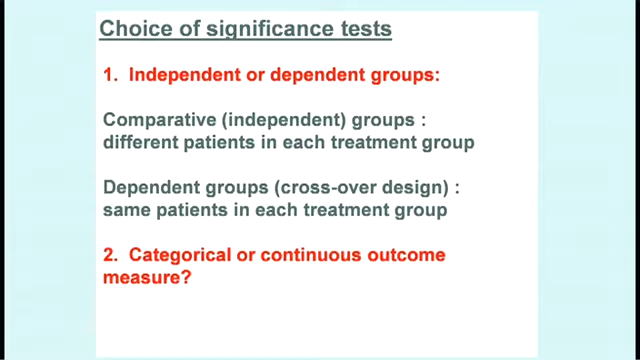 Choice of significance tests
1. Independent or dependent groups:
Comparative (independent) groups :
different patients in each treatment group
Dependent groups (cross-over design) :
same patients in each treatment group
2. Categorical or continuous outcome
measure?